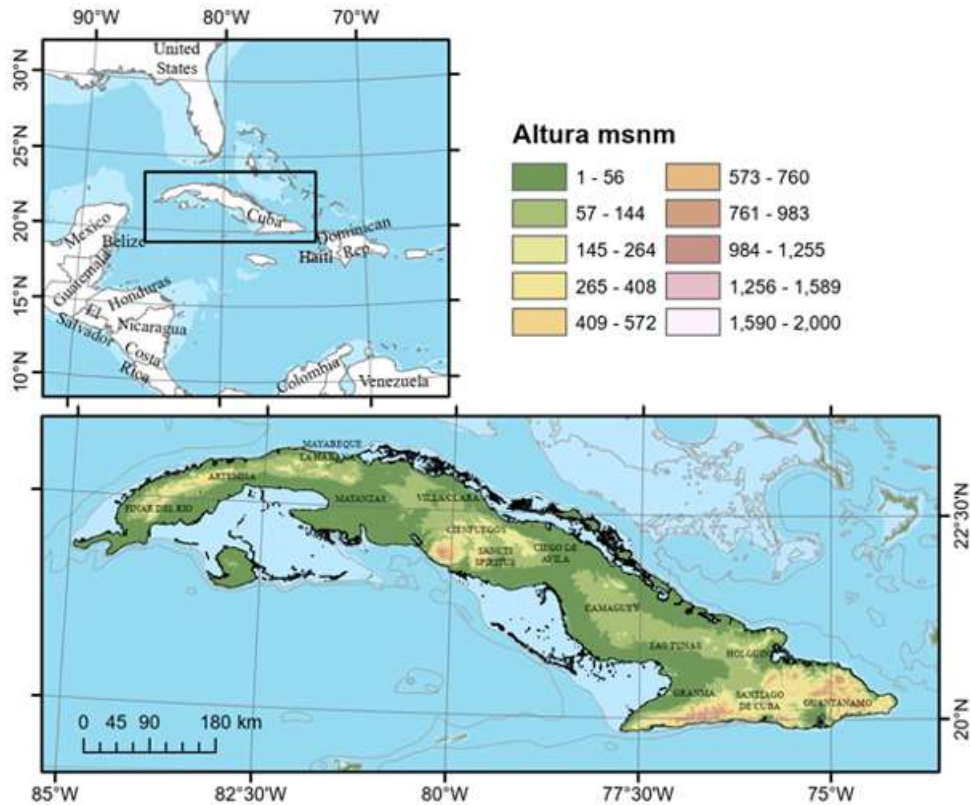 90°W 80°W 70°W
30°N
25°N
20°N
15°N
10°N
United
States
Mexico
Belize
Guatemala
Honduras
El
Salvador
Nicaragua
Costa
Rica
Cuba
Haiti
Dominican
Rep.
Colombia
Venezuela
Altura msnm
1 - 56
57 - 144
145 - 264
265 - 408
409 - 572
573 - 760
761 - 983
984 - 1,255
1,256 - 1,589
1,590 - 2,000
MAYABEQUE
LA HABANA
ARTEMISA
PINAR DEL RIO
MATANZAS
VILLA CLARA
CIENFUEGOS
SANCTI
SPIRITUS
CIEGO DE
AVILA
CAMAGUEY
LAS TUNAS
HOLGUIN
GRANMA
SANTIAGO
DE CUBA
GUANTANAMO
22°30'N
20°N
0 45 90 180 km
85°W 82°30'W 80°W 77°30'W 75°W